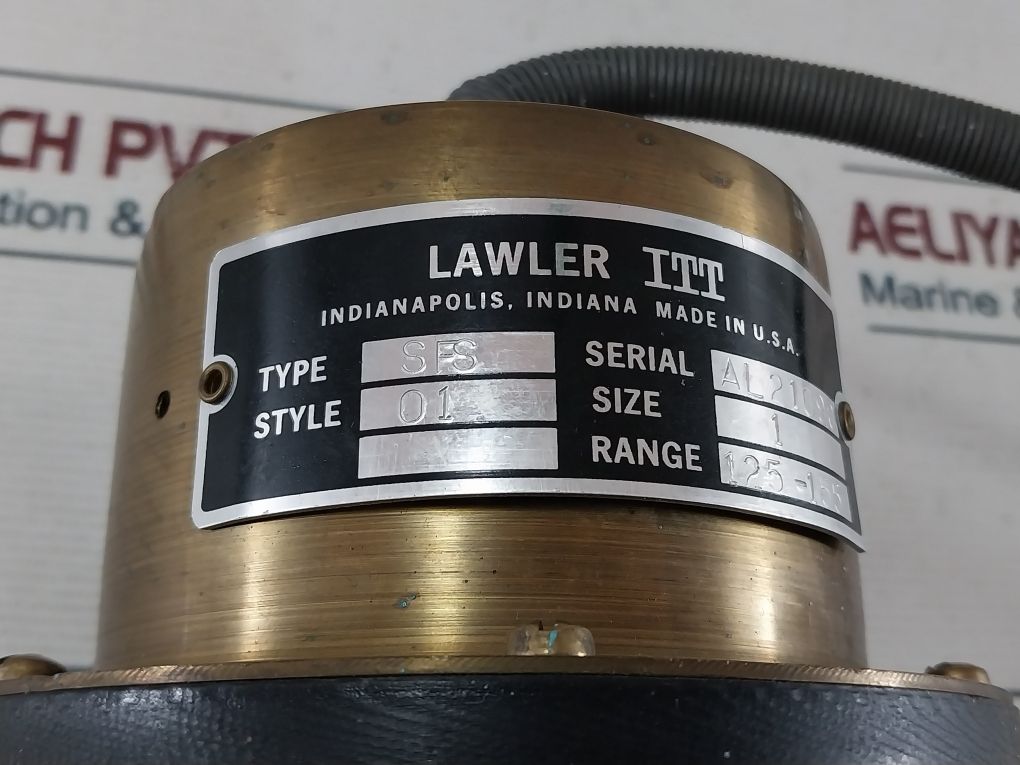 CH PVT
tion &
AELIYA
Marine &
LAWLER ITT
INDIANAPOLIS, INDIANA MADE IN U.S.A.
TYPE SFS
STYLE 01
SERIAL
SIZE 1
RANGE